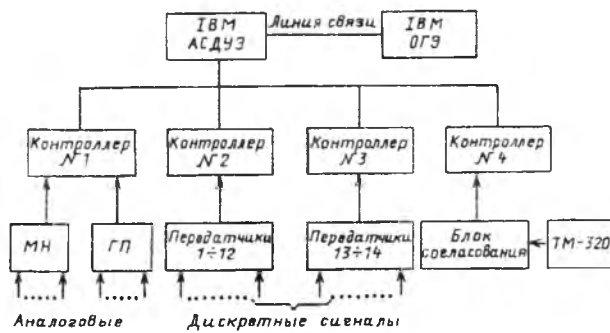 IBM
АСДУЭ
Линия связи
IBM
ОГЭ
Контроллер
№1
Контроллер
№2
Контроллер
№3
Контроллер
№4
МН
ГП
Передатчики
1÷12
Передатчики
13÷14
Блок
согласования
ТМ-320
Аналоговые
Дискретные сигналы